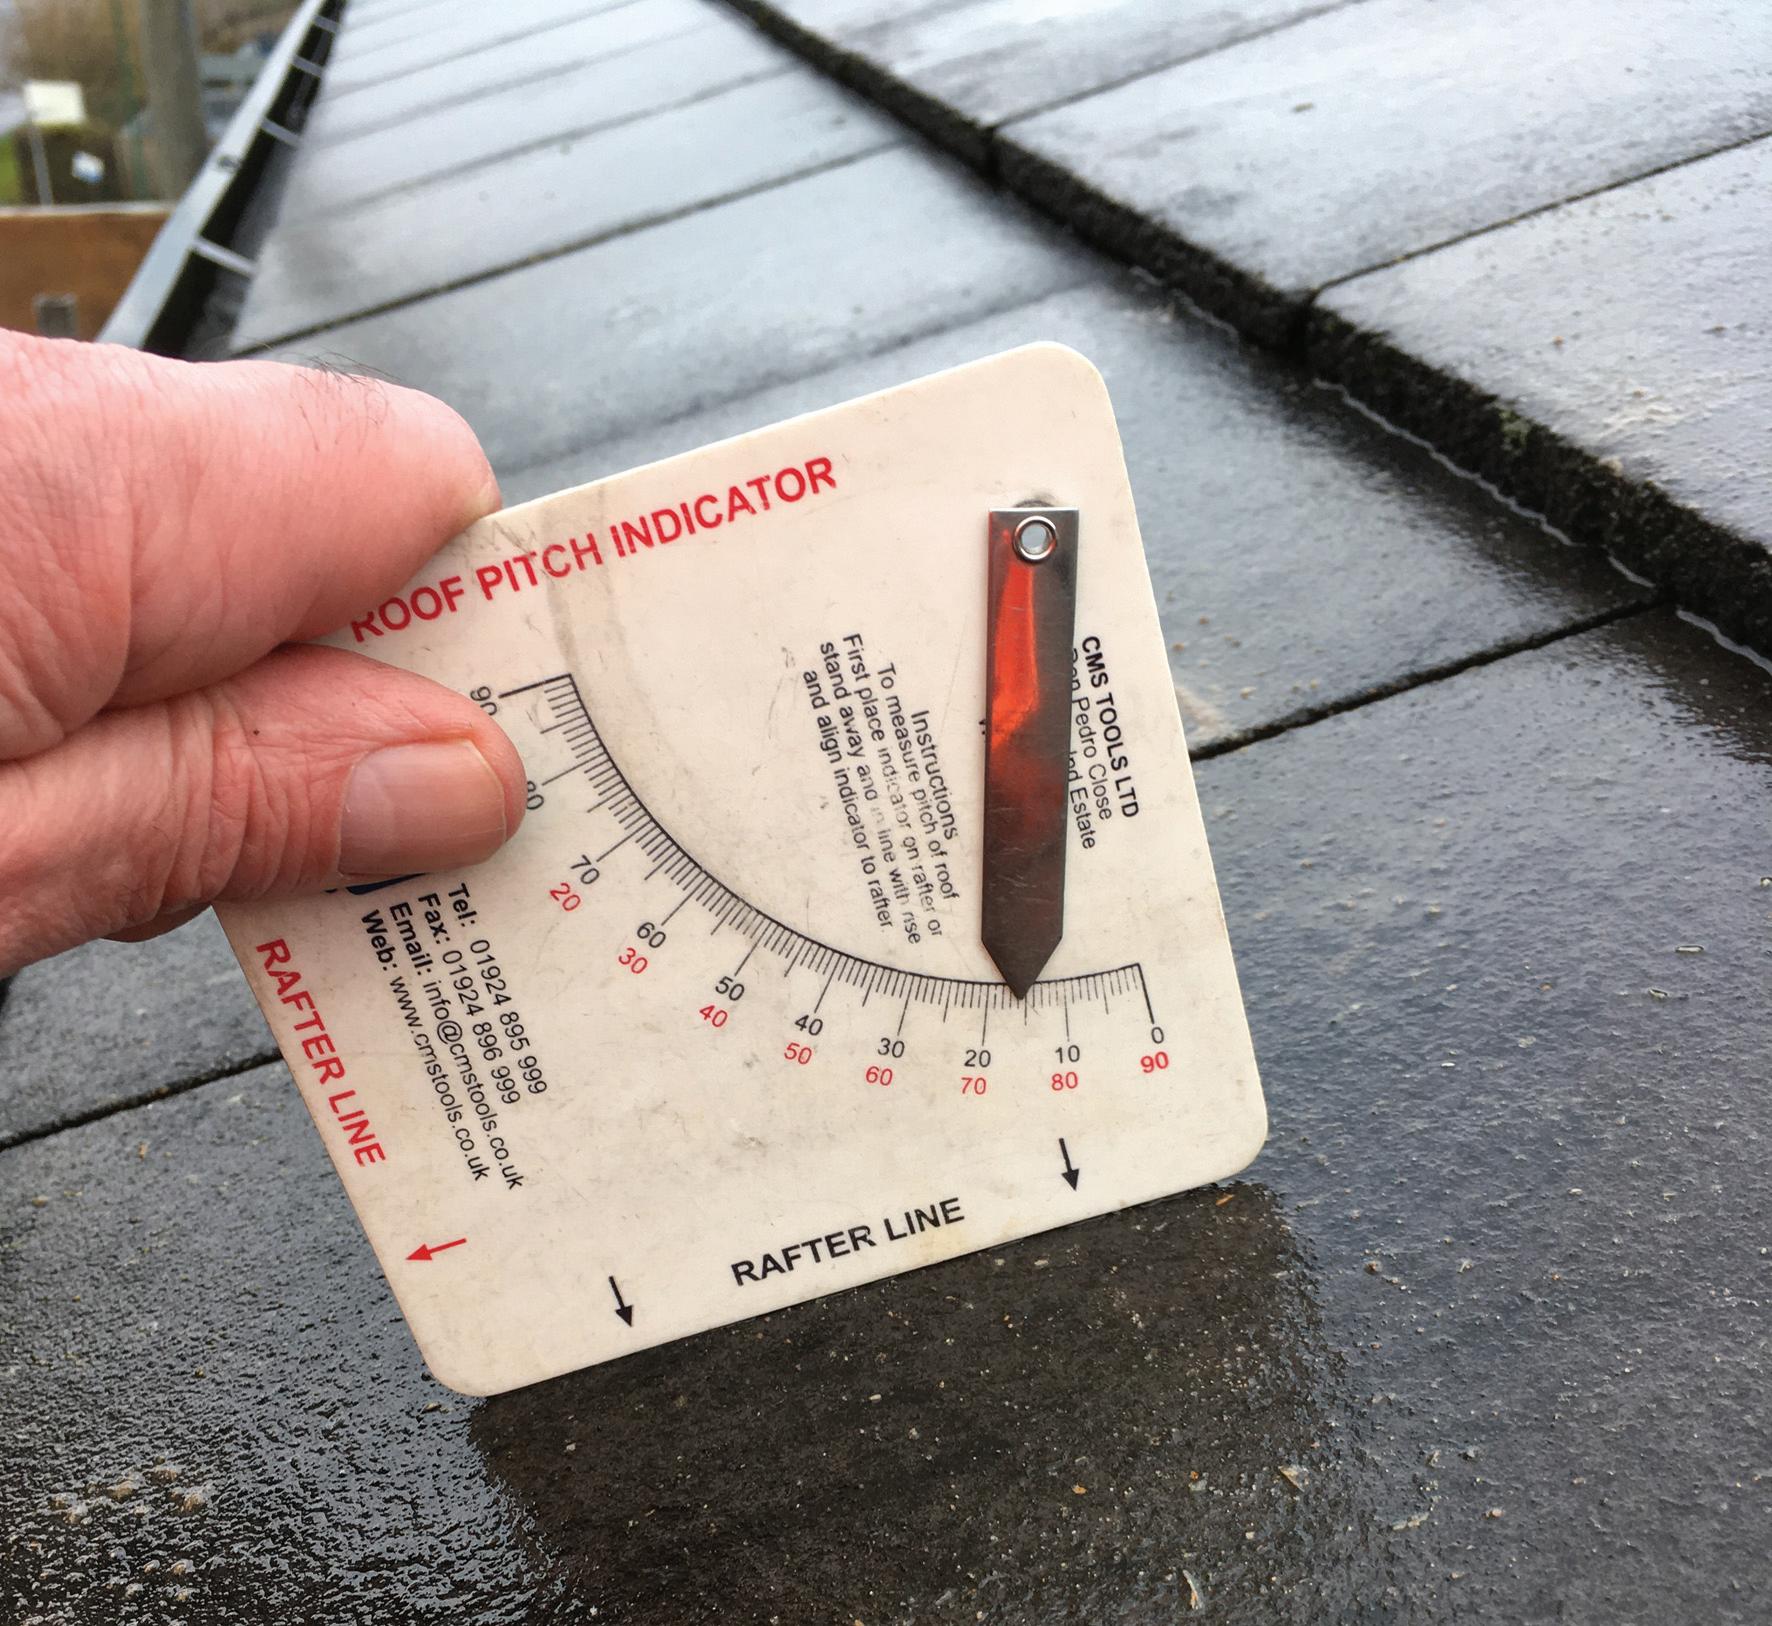 ROOF PITCH INDICATOR
CMS TOOLS LTD
Pedro Close
Estate
Instructions
To measure pitch of roof
First place indicator on rafter or
stand away and in line with rise
and align indicator to rafter.
90
80
70
60
50
40
30
20
10
0
20
30
40
50
60
70
80
90
Tel: 01924 895 999
Fax: 01924 896 999
Email: info@cmstools.co.uk
Web: www.cmstools.co.uk
RAFTER LINE
RAFTER LINE